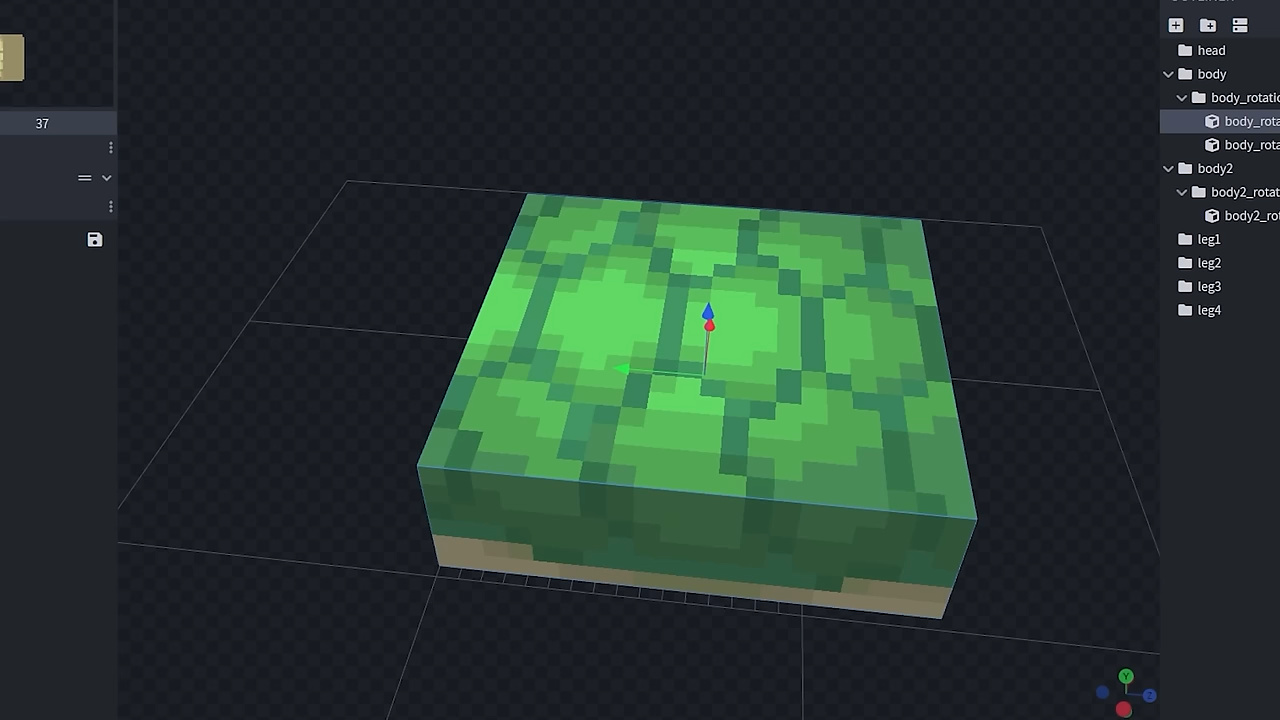 37
head
body
body_rotatio
body_rota
body_rota
body2
body2_rotat
body2_rot
leg1
leg2
leg3
leg4
Y
Z